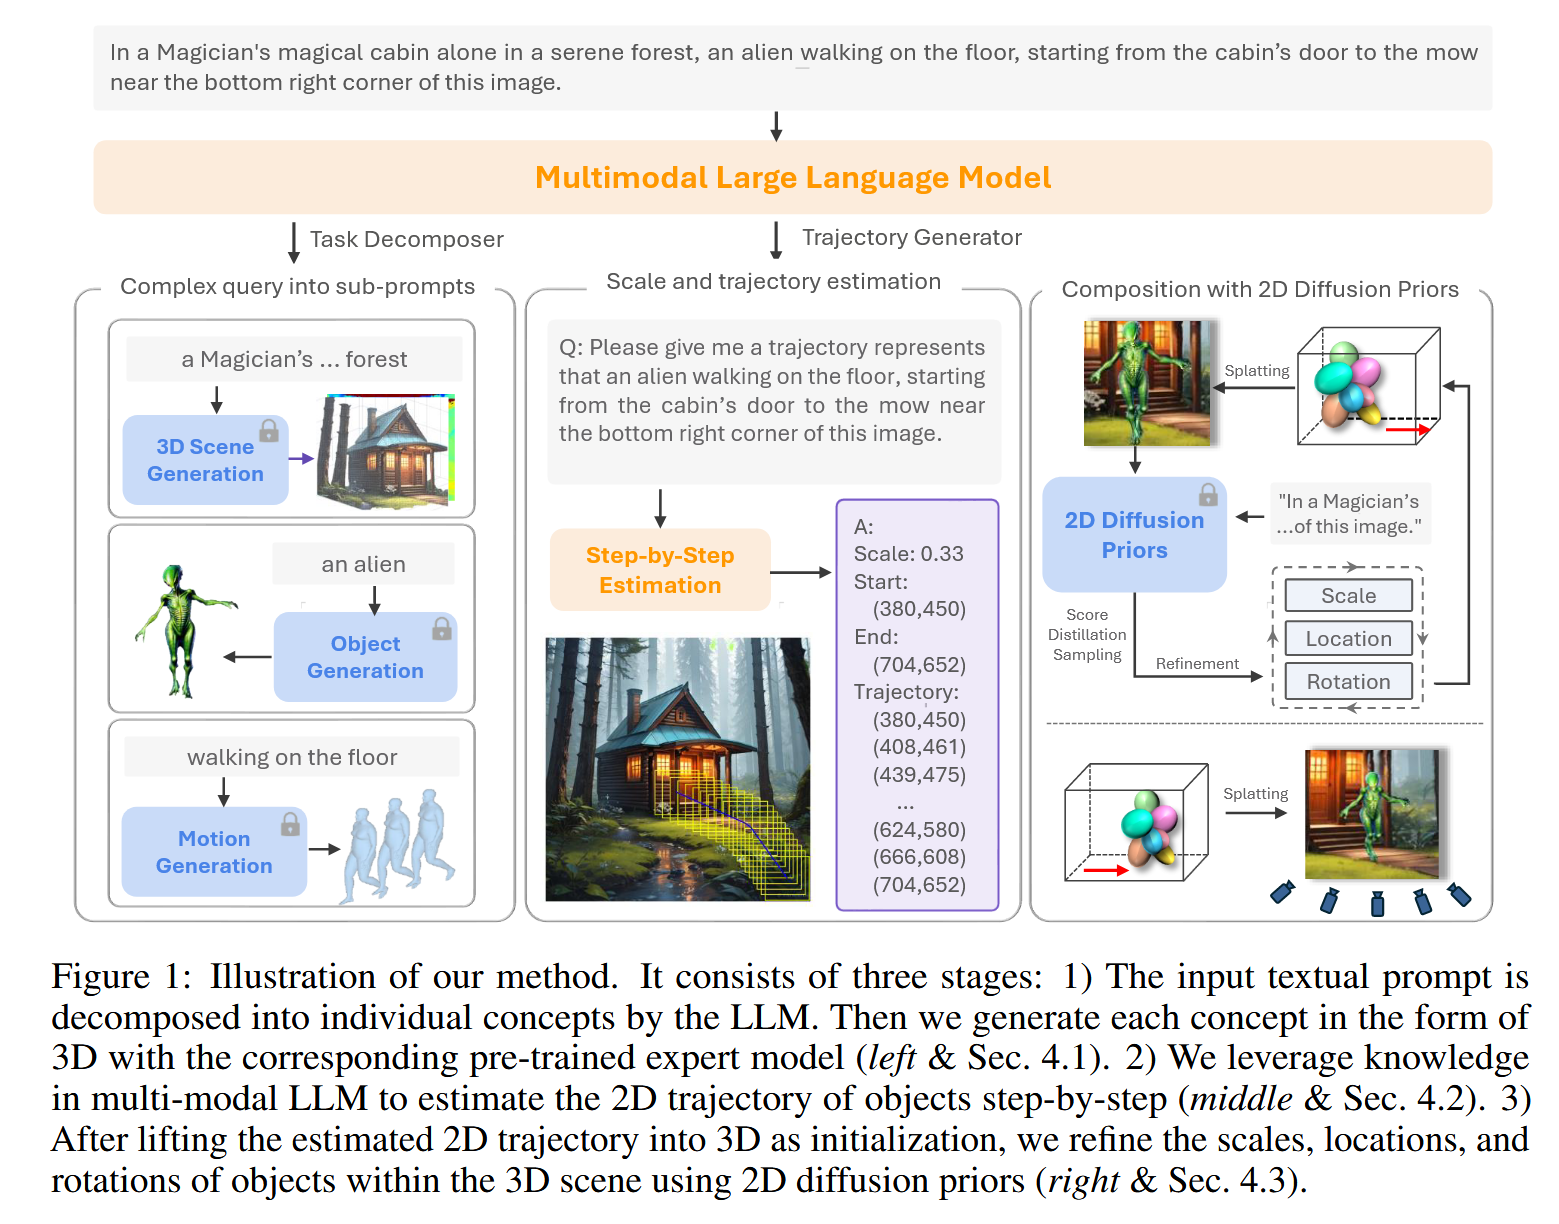 In a Magician's magical cabin alone in a serene forest, an alien walking on the floor, starting from the cabin's door to the mow
near the bottom right corner of this image.
Multimodal Large Language Model
Task Decomposer
Trajectory Generator
Complex query into sub-prompts
a Magician's ... forest
3D Scene
Generation
an alien
Object
Generation
walking on the floor
Motion
Generation
Scale and trajectory estimation
Q: Please give me a trajectory represents
that an alien walking on the floor, starting
from the cabin's door to the mow near
the bottom right corner of this image.
Step-by-Step
Estimation
A:
Scale: 0.33
Start:
(380,450)
End:
(704,652)
Trajectory:
(380,450)
(408,461)
(439,475)
...
(624,580)
(666,608)
(704,652)
Composition with 2D Diffusion Priors
Splatting
2D Diffusion
Priors
"In a Magician's
...of this image."
Score
Distillation
Sampling
Refinement
Scale
Location
Rotation
Splatting
Figure 1: Illustration of our method. It consists of three stages: 1) The input textual prompt is
decomposed into individual concepts by the LLM. Then we generate each concept in the form of
3D with the corresponding pre-trained expert model (left & Sec. 4.1). 2) We leverage knowledge
in multi-modal LLM to estimate the 2D trajectory of objects step-by-step (middle & Sec. 4.2). 3)
After lifting the estimated 2D trajectory into 3D as initialization, we refine the scales, locations, and
rotations of objects within the 3D scene using 2D diffusion priors (right & Sec. 4.3).